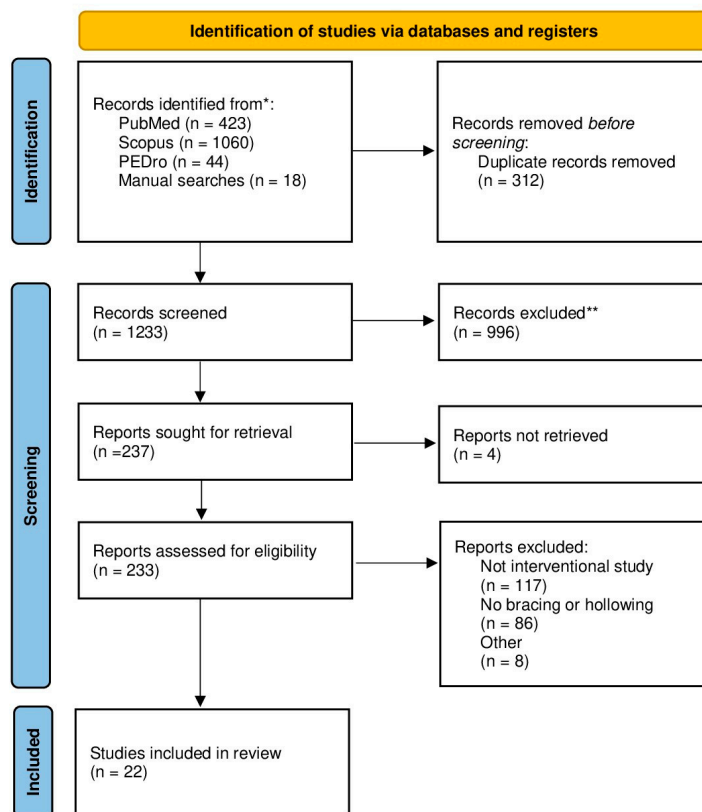 Identification of studies via databases and registers
Identification
Records identified from*:
PubMed (n = 423)
Scopus (n = 1060)
PEDro (n = 44)
Manual searches (n = 18)
Records removed before
screening:
Duplicate records removed
(n = 312)
Screening
Records screened
(n = 1233)
Records excluded**
(n = 996)
Reports sought for retrieval
(n =237)
Reports not retrieved
(n = 4)
Reports assessed for eligibility
(n = 233)
Reports excluded:
Not interventional study
(n = 117)
No bracing or hollowing
(n = 86)
Other
(n = 8)
Included
Studies included in review
(n = 22)